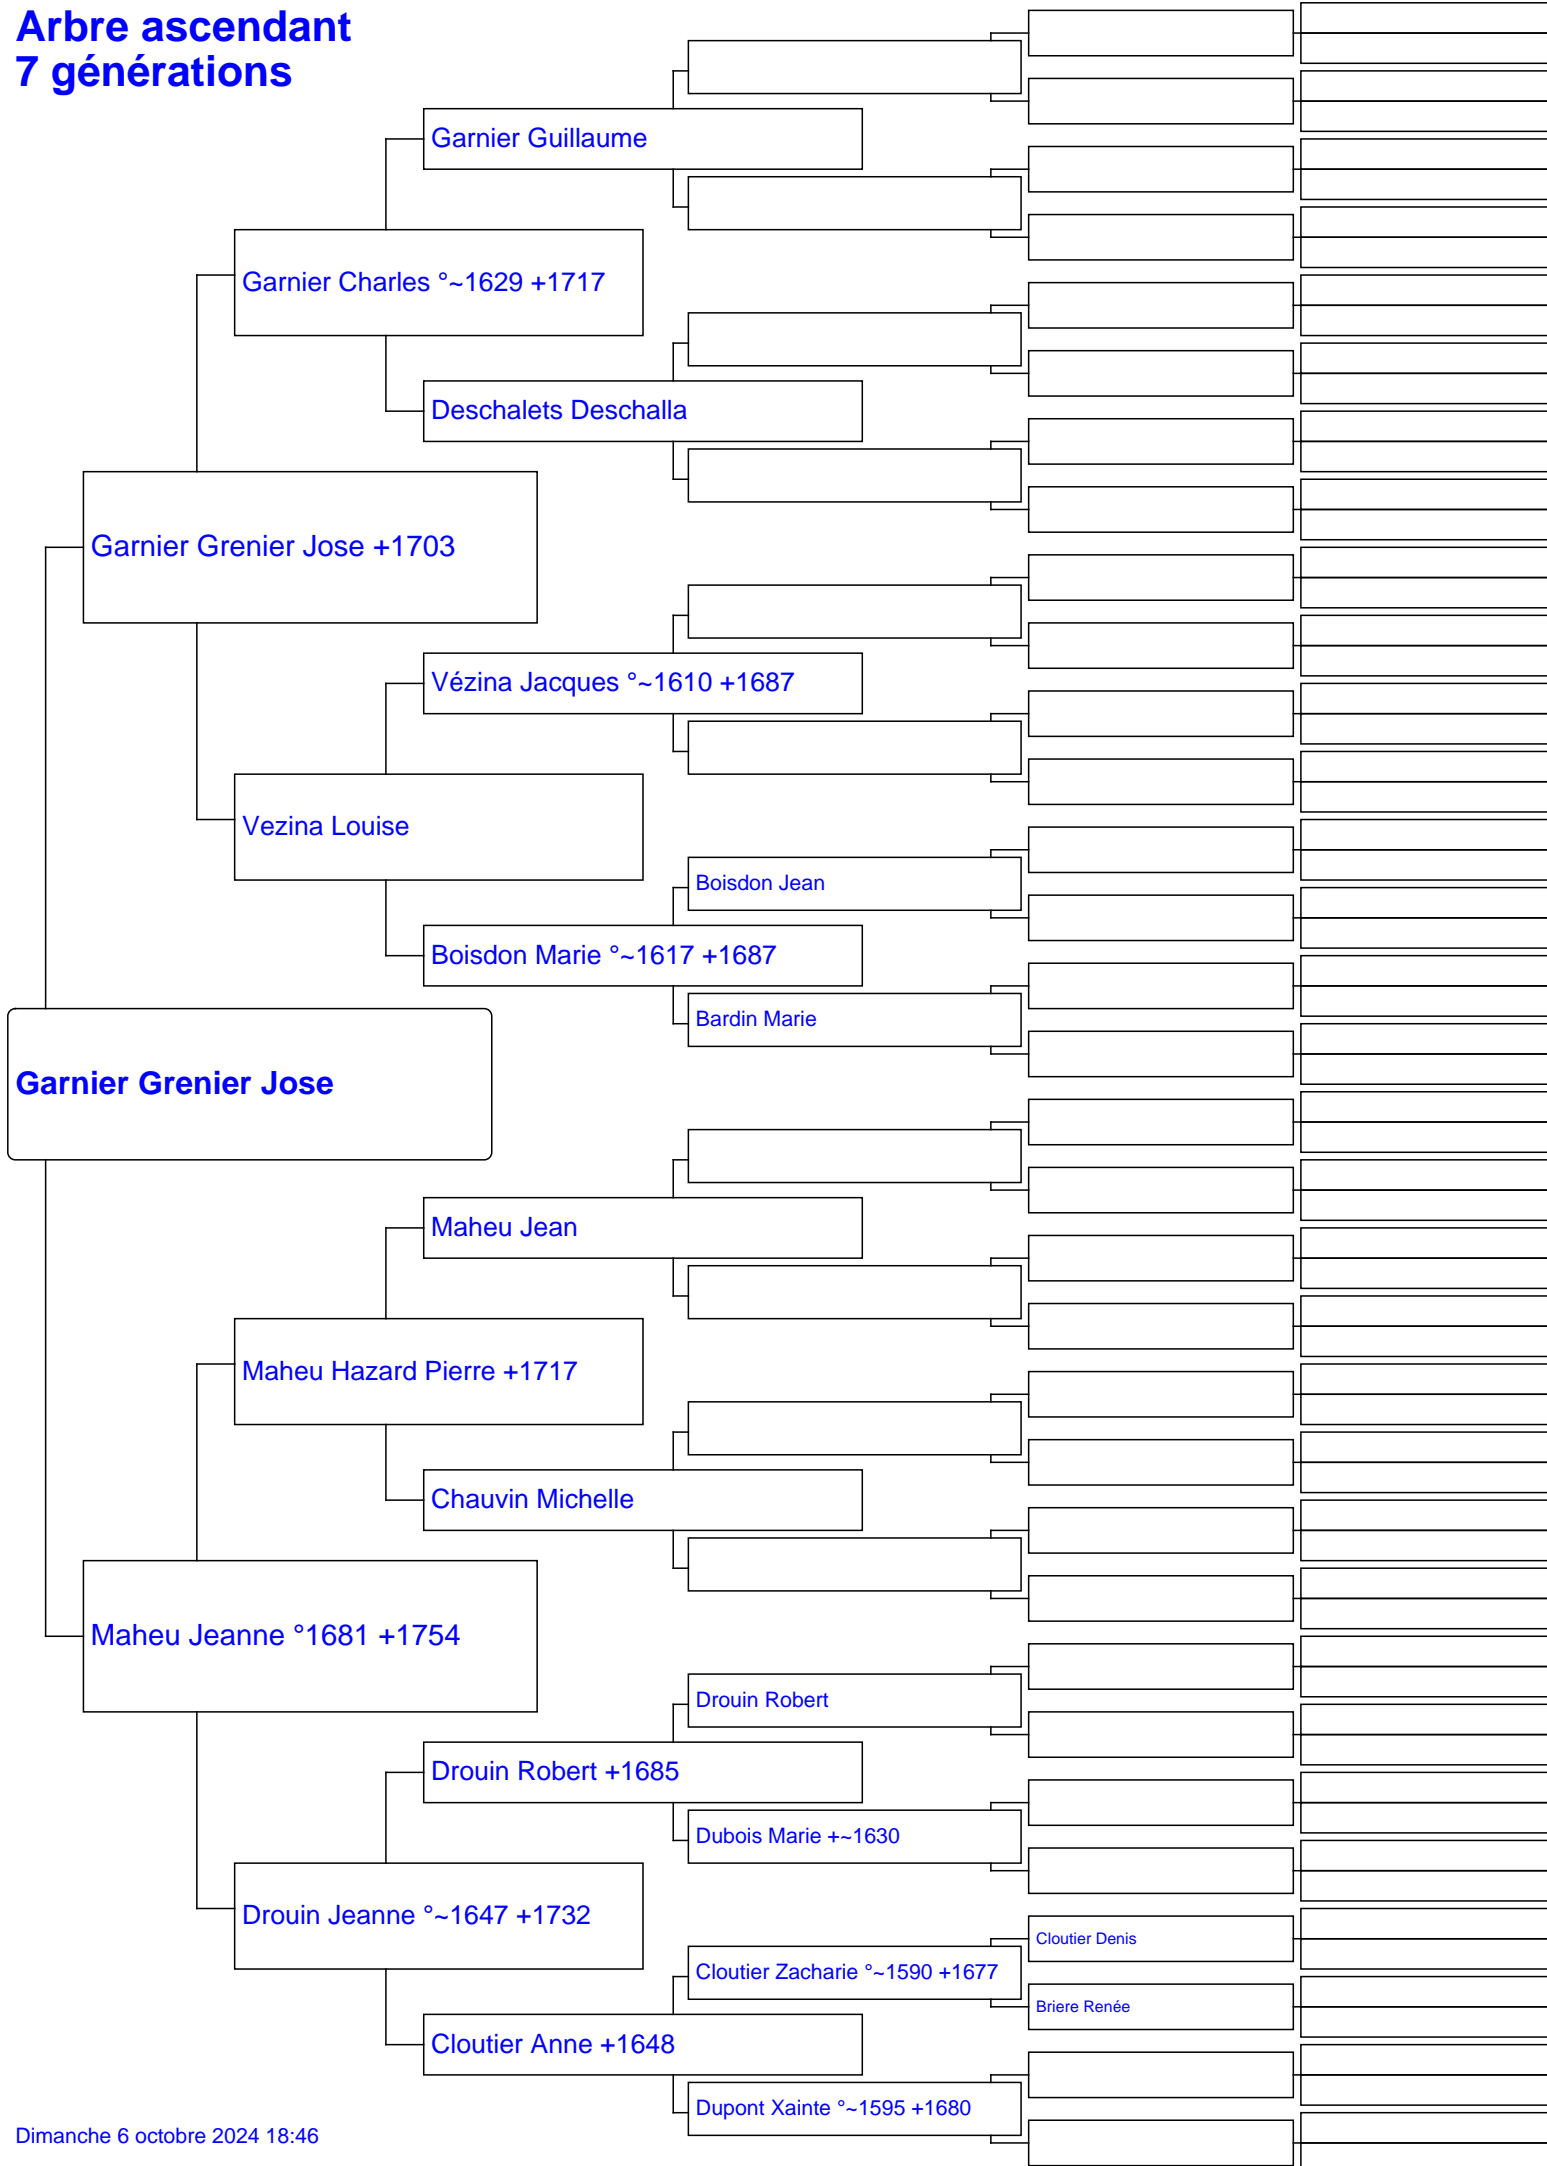 Arbre ascendant
7 générations
Garnier Guillaume
Garnier Charles °~1629 +1717
Deschalets Deschalla
Garnier Grenier Jose +1703
Vézina Jacques °~1610 +1687
Vezina Louise
Boisdon Jean
Boisdon Marie °~1617 +1687
Bardin Marie
Garnier Grenier Jose
Maheu Jean
Maheu Hazard Pierre +1717
Chauvin Michelle
Maheu Jeanne °1681 +1754
Drouin Robert
Drouin Robert +1685
Dubois Marie +~1630
Drouin Jeanne °~1647 +1732
Cloutier Denis
Cloutier Zacharie °~1590 +1677
Briere Renée
Cloutier Anne +1648
Dupont Xainte °~1595 +1680
Dimanche 6 octobre 2024 18:46